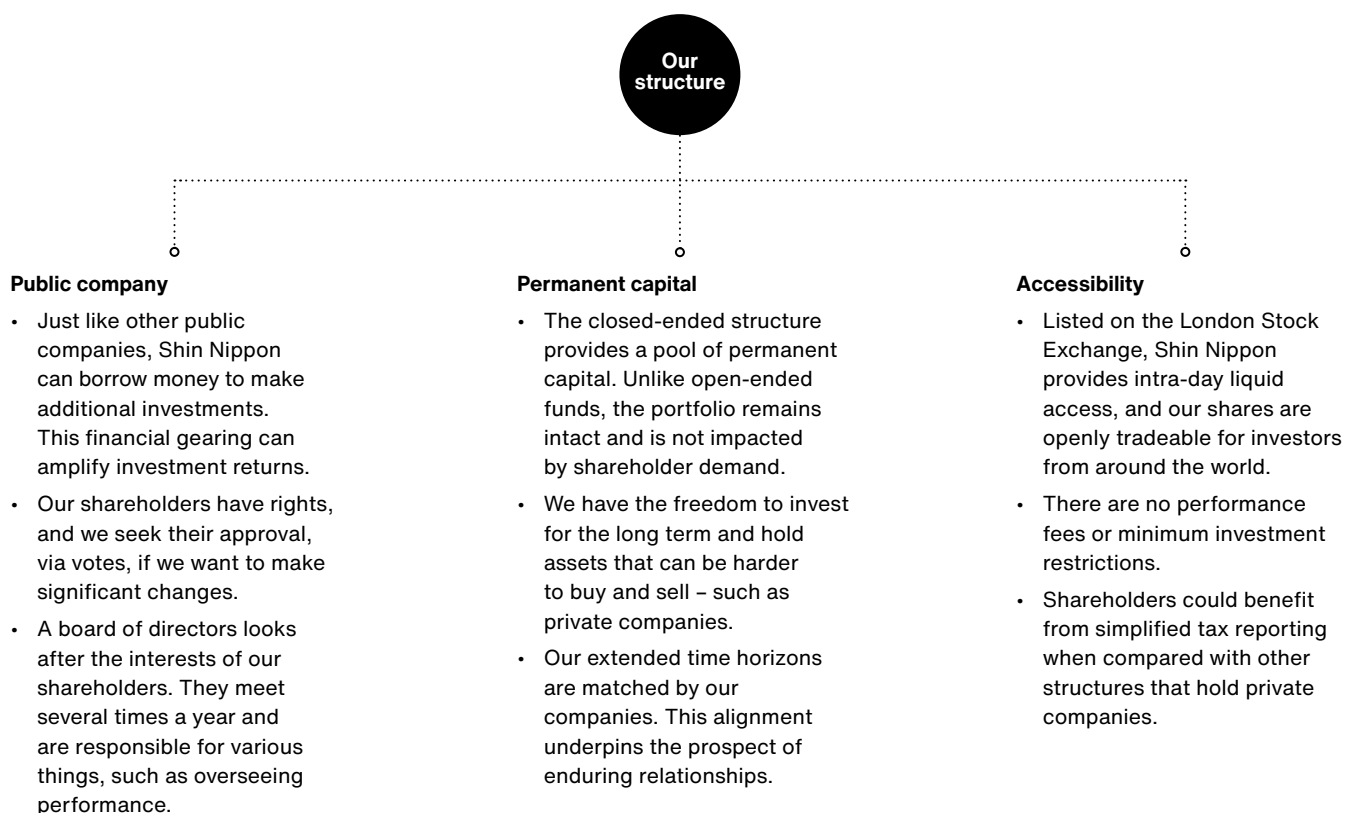 Our
structure
Public company
• Just like other public
companies, Shin Nippon
can borrow money to make
additional investments.
This financial gearing can
amplify investment returns.
• Our shareholders have rights,
and we seek their approval,
via votes, if we want to make
significant changes.
• A board of directors looks
after the interests of our
shareholders. They meet
several times a year and
are responsible for various
things, such as overseeing
performance.
Permanent capital
• The closed-ended structure
provides a pool of permanent
capital. Unlike open-ended
funds, the portfolio remains
intact and is not impacted
by shareholder demand.
• We have the freedom to invest
for the long term and hold
assets that can be harder
to buy and sell – such as
private companies.
• Our extended time horizons
are matched by our
companies. This alignment
underpins the prospect of
enduring relationships.
Accessibility
• Listed on the London Stock
Exchange, Shin Nippon
provides intra-day liquid
access, and our shares are
openly tradeable for investors
from around the world.
• There are no performance
fees or minimum investment
restrictions.
• Shareholders could benefit
from simplified tax reporting
when compared with other
structures that hold private
companies.